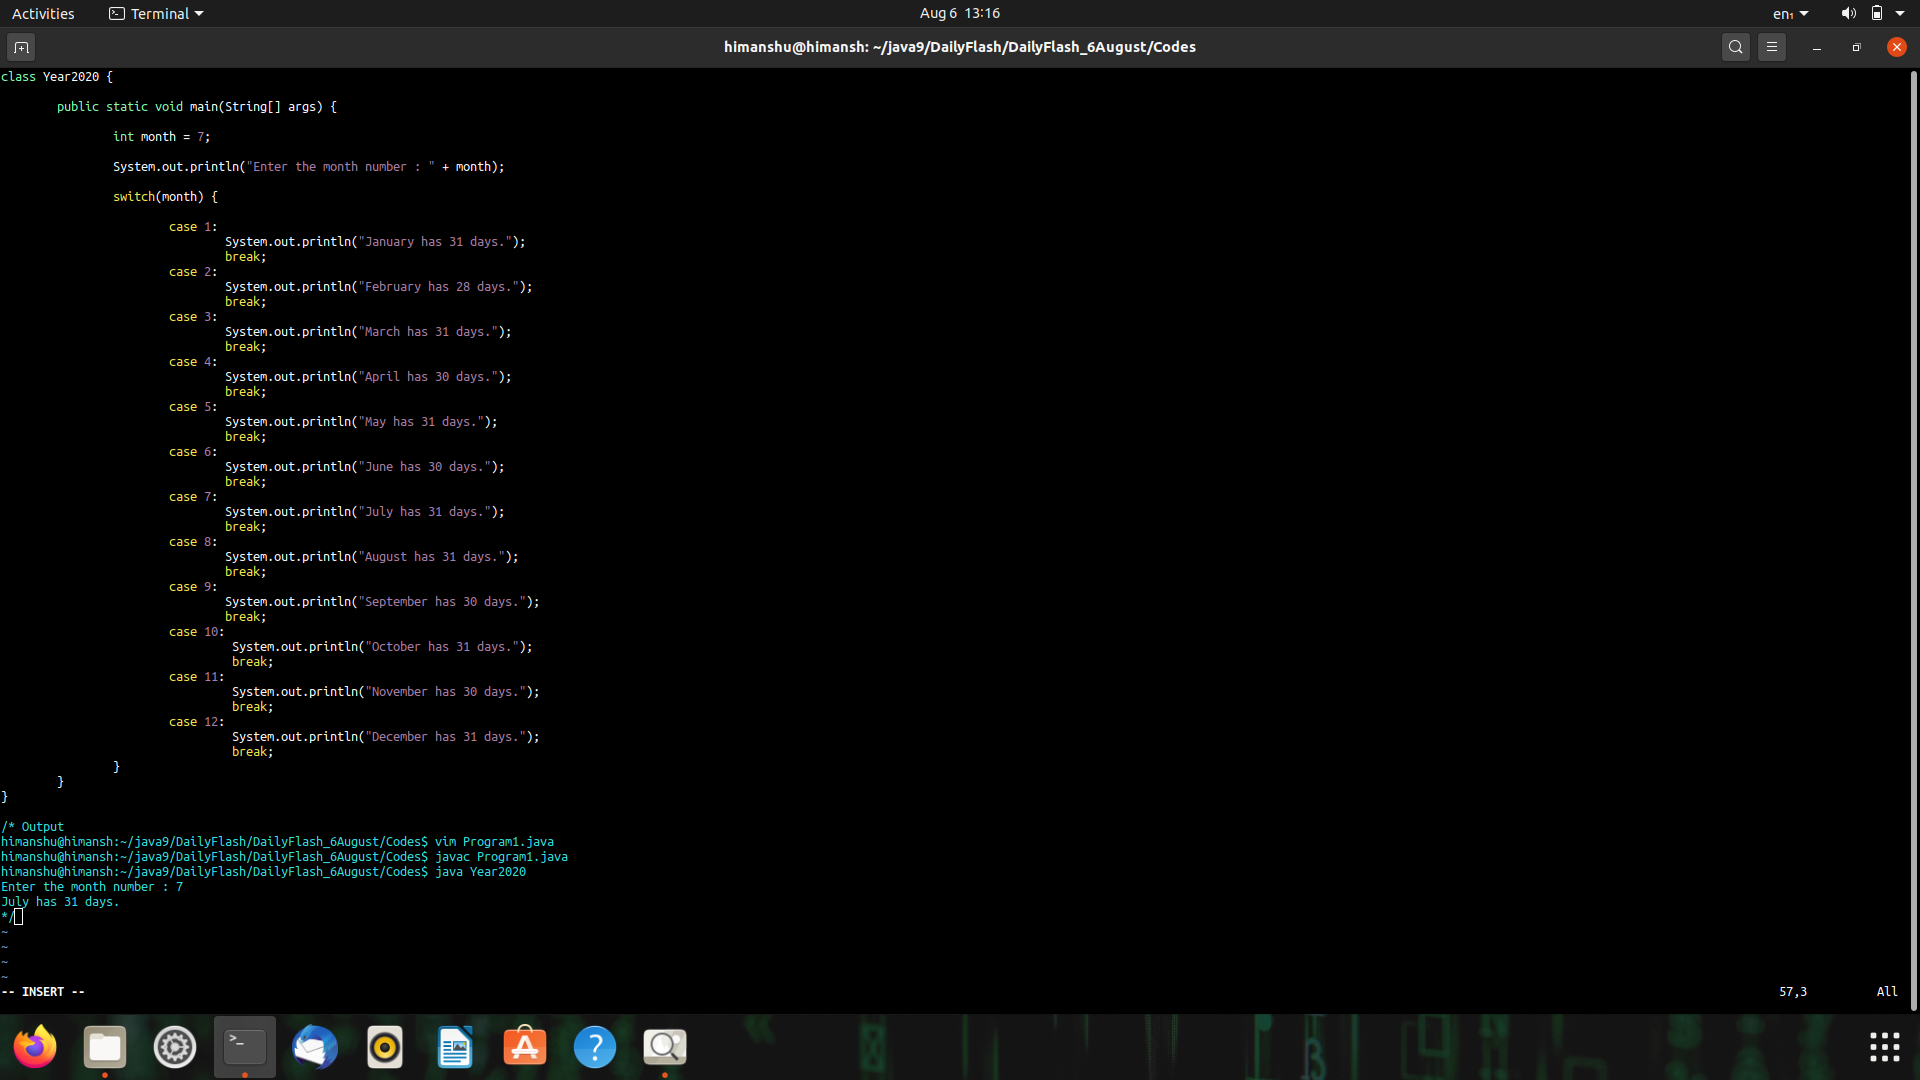 Activities Terminal Aug 6 13:16 en1
himanshu@himansh: ~/java9/DailyFlash/DailyFlash_6August/Codes
class Year2020 {
public static void main(String[] args) {
int month = 7;
System.out.println("Enter the month number : " + month);
switch(month) {
case 1:
System.out.println("January has 31 days.");
break;
case 2:
System.out.println("February has 28 days.");
break;
case 3:
System.out.println("March has 31 days.");
break;
case 4:
System.out.println("April has 30 days.");
break;
case 5:
System.out.println("May has 31 days.");
break;
case 6:
System.out.println("June has 30 days.");
break;
case 7:
System.out.println("July has 31 days.");
break;
case 8:
System.out.println("August has 31 days.");
break;
case 9:
System.out.println("September has 30 days.");
break;
case 10:
System.out.println("October has 31 days.");
break;
case 11:
System.out.println("November has 30 days.");
break;
case 12:
System.out.println("December has 31 days.");
break;
}
}
}
/* Output
himanshu@himansh:~/java9/DailyFlash/DailyFlash_6August/Codes$ vim Program1.java
himanshu@himansh:~/java9/DailyFlash/DailyFlash_6August/Codes$ javac Program1.java
himanshu@himansh:~/java9/DailyFlash/DailyFlash_6August/Codes$ java Year2020
Enter the month number : 7
July has 31 days.
*/
~
~
~
~
-- INSERT -- 57,3 All